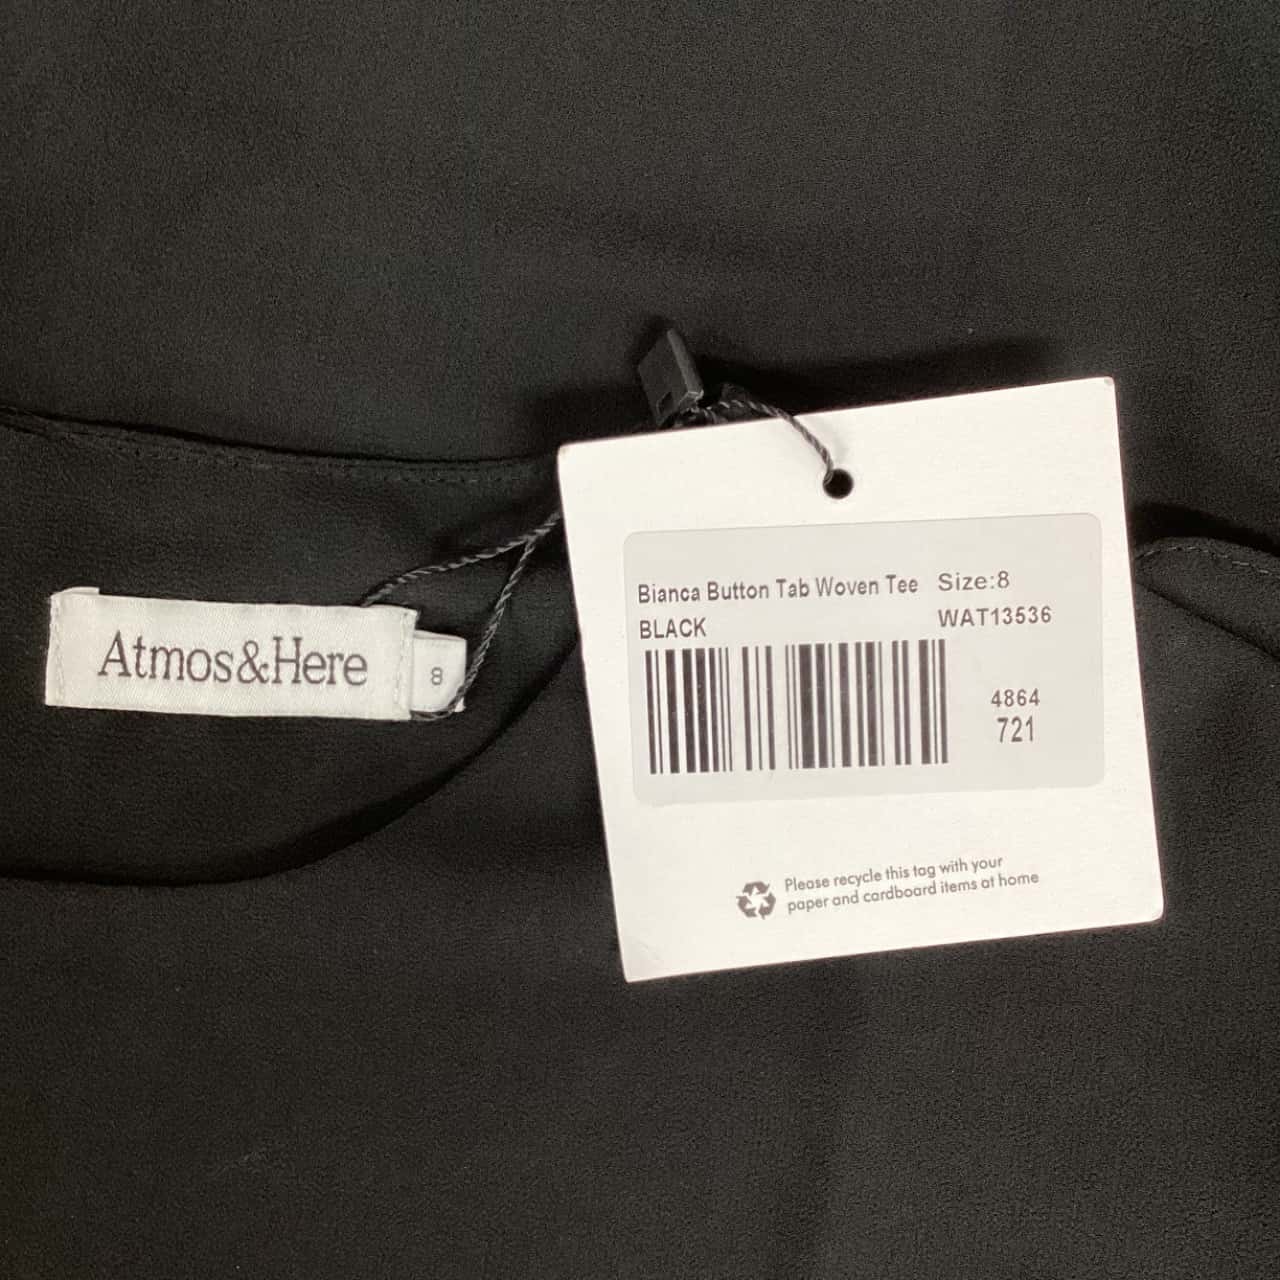 Atmos&Here
8
Bianca Button Tab Woven Tee Size:8
BLACK WAT13536
4864
721
Please recycle this tag with your
paper and cardboard items at home